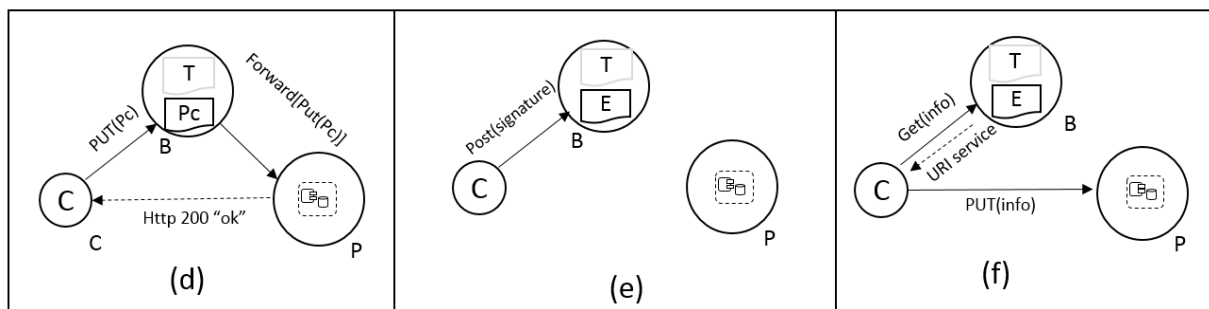 T
Pc
B
PUT(Pc)
Forward[Put(Pc)]
C
C
Http 200 “ok”
P
(d)
T
E
B
Post(signature)
C
P
(e)
T
E
B
Get(info)
URI service
C
PUT(info)
P
(f)